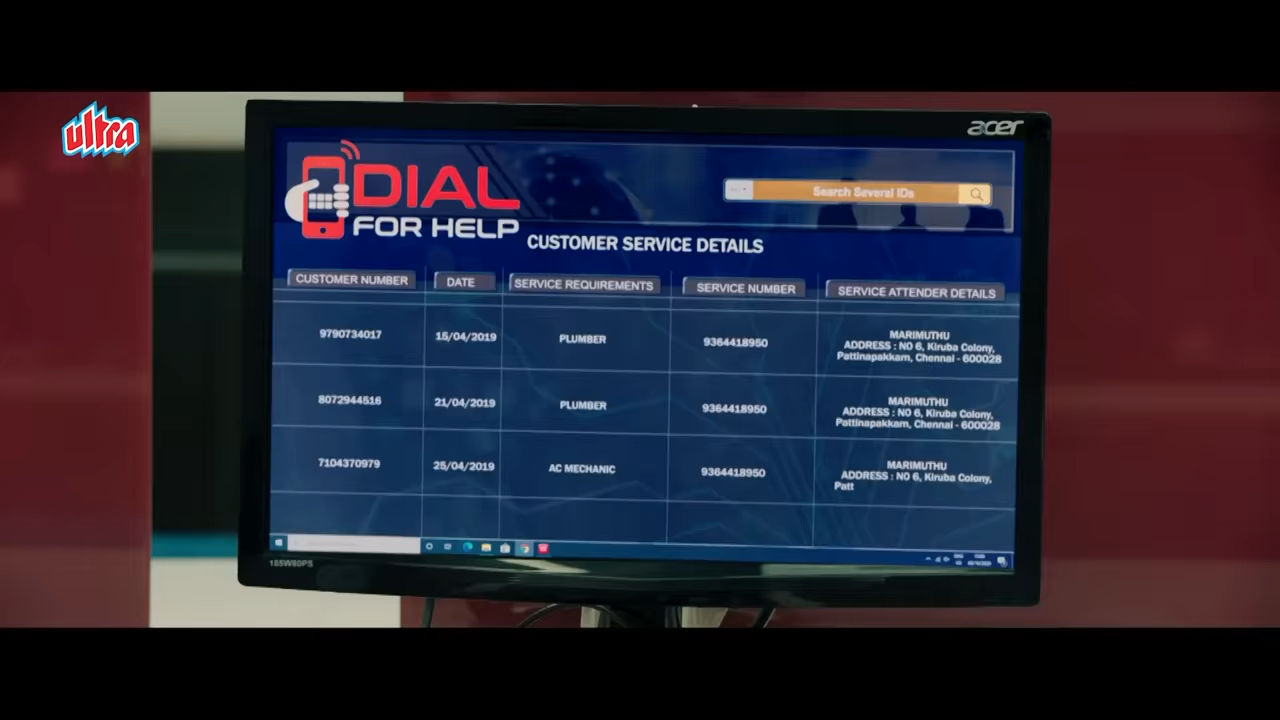 ultra
acer
DIAL
FOR HELP
Search Several IDs
CUSTOMER SERVICE DETAILS
CUSTOMER NUMBER DATE SERVICE REQUIREMENTS SERVICE NUMBER SERVICE ATTENDER DETAILS
9790734017 15/04/2019 PLUMBER 9364418950 MARIMUTHU
ADDRESS : NO 6, Kiruba Colony,
Pattinapakkam, Chennai - 600028
8072944516 21/04/2019 PLUMBER 9364418950 MARIMUTHU
ADDRESS : NO 6, Kiruba Colony,
Pattinapakkam, Chennai - 600028
7104370979 25/04/2019 AC MECHANIC 9364418950 MARIMUTHU
ADDRESS : NO 6, Kiruba Colony,
Patt